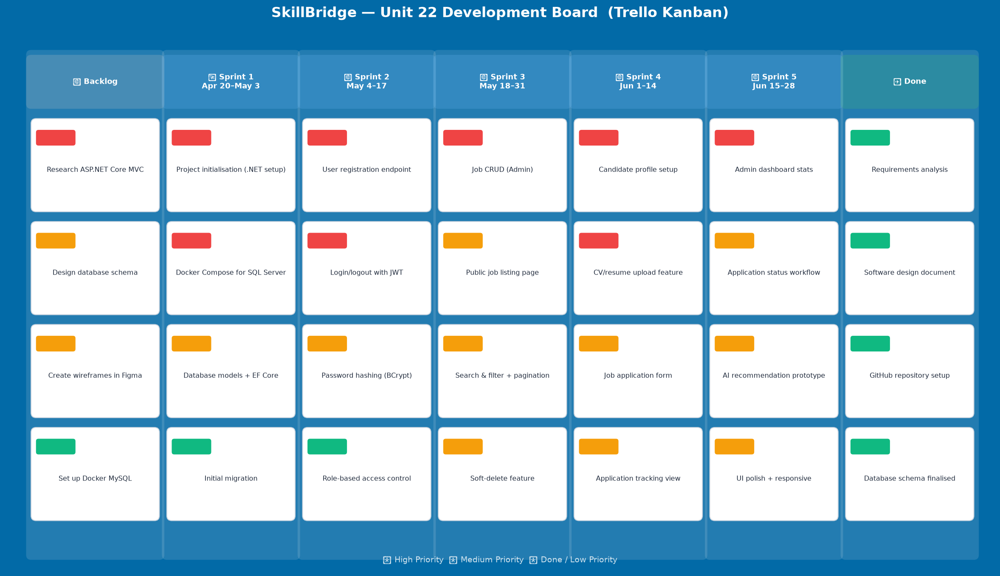 SkillBridge — Unit 22 Development Board (Trello Kanban)
Backlog
Sprint 1
Apr 20–May 3
Sprint 2
May 4–17
Sprint 3
May 18–31
Sprint 4
Jun 1–14
Sprint 5
Jun 15–28
Done
Research ASP.NET Core MVC
Project initialisation (.NET setup)
User registration endpoint
Job CRUD (Admin)
Candidate profile setup
Admin dashboard stats
Requirements analysis
Design database schema
Docker Compose for SQL Server
Login/logout with JWT
Public job listing page
CV/resume upload feature
Application status workflow
Software design document
Create wireframes in Figma
Database models + EF Core
Password hashing (BCrypt)
Search & filter + pagination
Job application form
AI recommendation prototype
GitHub repository setup
Set up Docker MySQL
Initial migration
Role-based access control
Soft-delete feature
Application tracking view
UI polish + responsive
Database schema finalised
High Priority Medium Priority Done / Low Priority